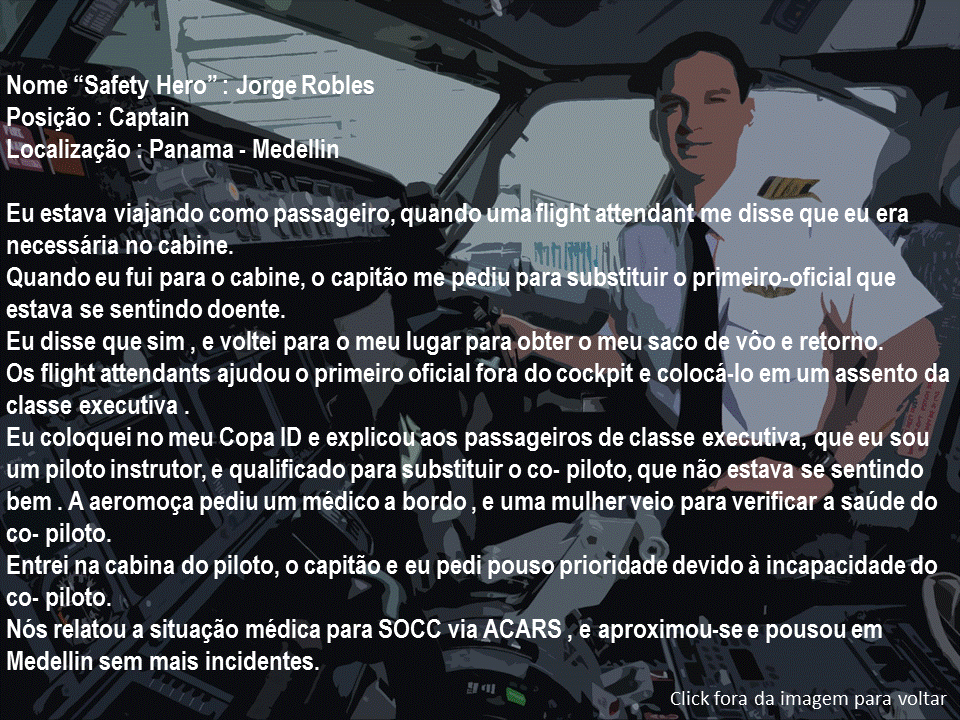 Nome “Safety Hero” : Jorge Robles
Posição : Captain
Localização : Panama - Medellin
Eu estava viajando como passageiro, quando uma flight attendant me disse que eu era
necessária no cabine.
Quando eu fui para o cabine, o capitão me pediu para substituir o primeiro-oficial que
estava se sentindo doente.
Eu disse que sim , e voltei para o meu lugar para obter o meu saco de vôo e retorno.
Os flight attendants ajudou o primeiro oficial fora do cockpit e colocá-lo em um assento da
classe executiva .
Eu coloquei no meu Copa ID e explicou aos passageiros de classe executiva, que eu sou
um piloto instrutor, e qualificado para substituir o co- piloto, que não estava se sentindo
bem . A aeromoça pediu um médico a bordo , e uma mulher veio para verificar a saúde do
co- piloto.
Entrei na cabina do piloto, o capitão e eu pedi pouso prioridade devido à incapacidade do
co- piloto.
Nós relatou a situação médica para SOCC via ACARS , e aproximou-se e pousou em
Medellin sem mais incidentes.
Click fora da imagem para voltar